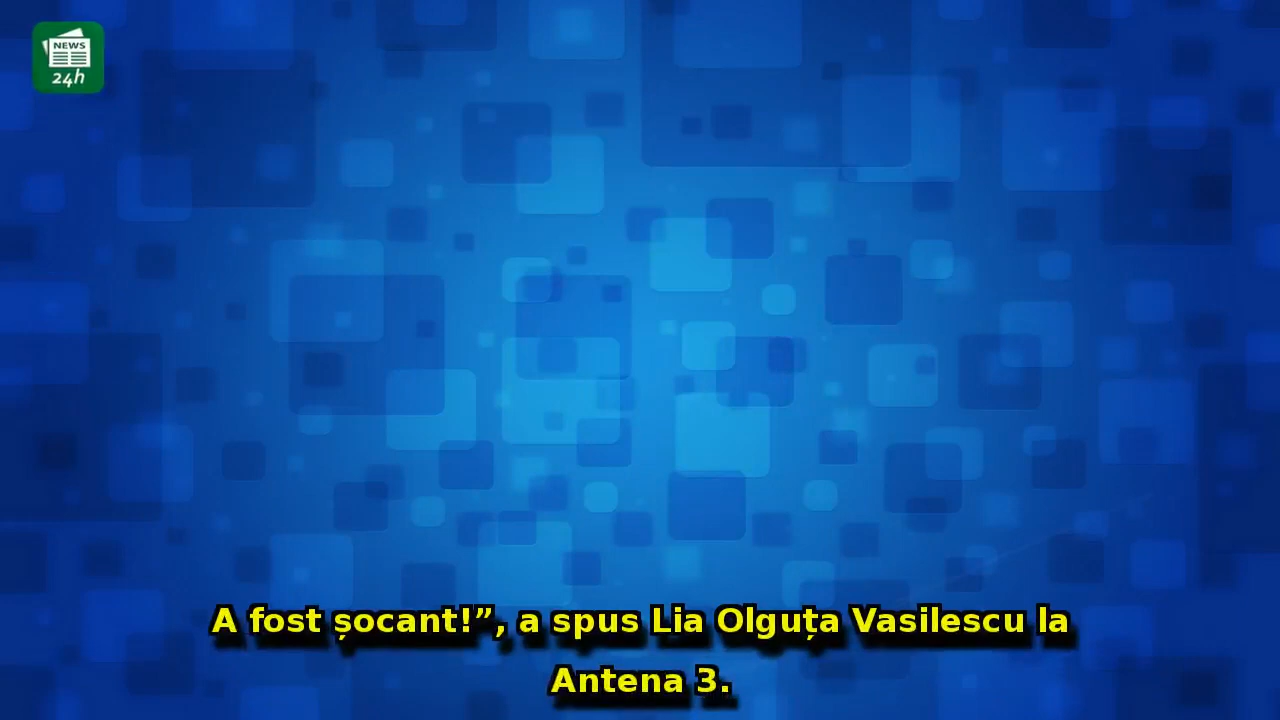 NEWS
24h
A fost șocant!”, a spus Lia Olguța Vasilescu la
Antena 3.